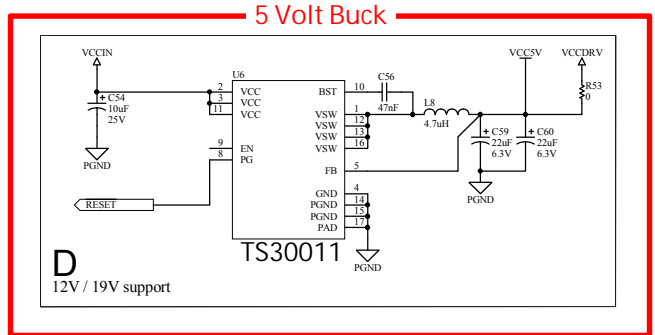 5 Volt Buck
VCCIN
VCC5V
VCCDRV
U6
C56
47nF
R53
0
C54
10uF
25V
2 VCC
3 VCC
11 VCC
BST 10
VSW 1
VSW 12
VSW 13
VSW 16
L8
4.7uH
C59
22uF
6.3V
C60
22uF
6.3V
PGND
9 EN
8 PG
FB 5
RESET
GND 4
PGND 14
PGND 15
PAD 17
PGND
PGND
TS30011
D
12V / 19V support